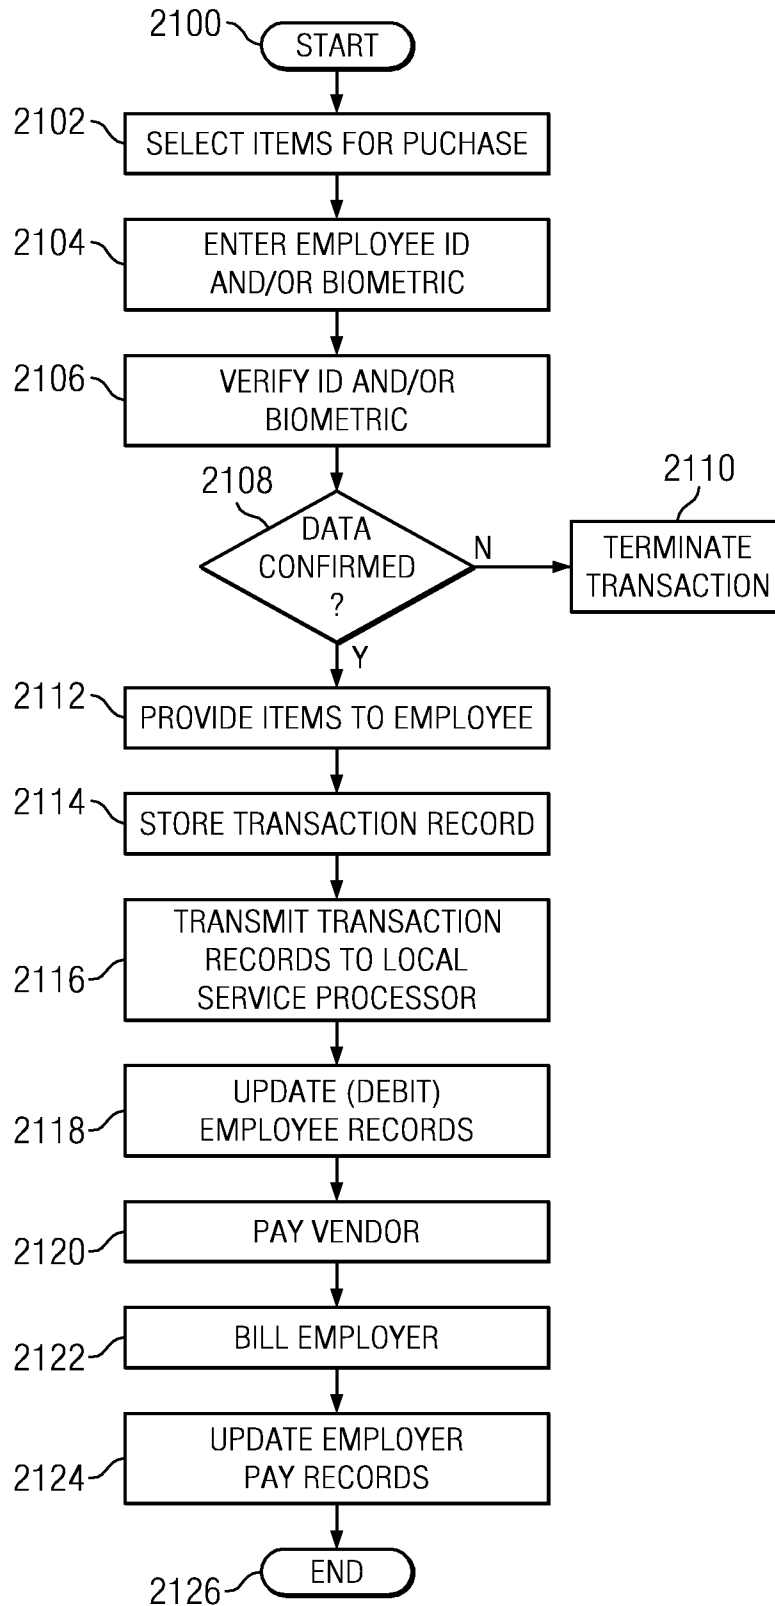 2100
START
2102
SELECT ITEMS FOR PUCHASE
2104
ENTER EMPLOYEE ID
AND/OR BIOMETRIC
2106
VERIFY ID AND/OR
BIOMETRIC
2108
DATA
CONFIRMED
?
N
2110
TERMINATE
TRANSACTION
Y
2112
PROVIDE ITEMS TO EMPLOYEE
2114
STORE TRANSACTION RECORD
2116
TRANSMIT TRANSACTION
RECORDS TO LOCAL
SERVICE PROCESSOR
2118
UPDATE (DEBIT)
EMPLOYEE RECORDS
2120
PAY VENDOR
2122
BILL EMPLOYER
2124
UPDATE EMPLOYER
PAY RECORDS
2126
END